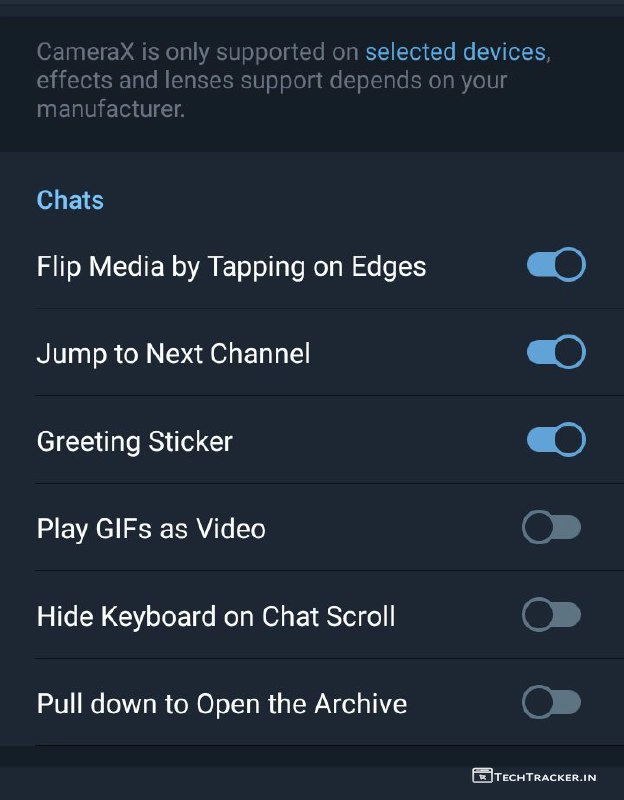 CameraX is only supported on selected devices,
effects and lenses support depends on your
manufacturer.
Chats
Flip Media by Tapping on Edges
Jump to Next Channel
Greeting Sticker
Play GIFs as Video
Hide Keyboard on Chat Scroll
Pull down to Open the Archive
TECHTRACKER.IN